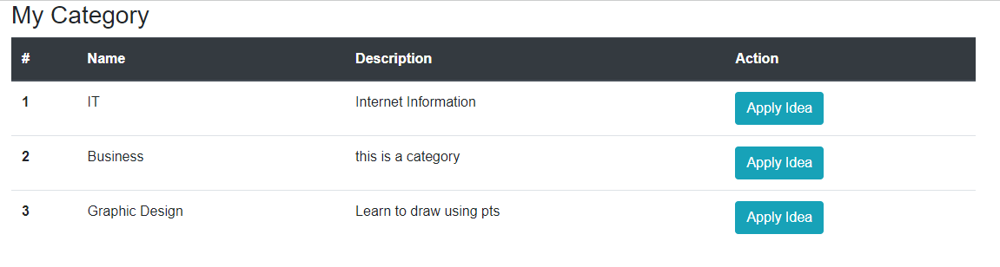 My Category
# Name Description Action
1 IT Internet Information Apply Idea
2 Business this is a category Apply Idea
3 Graphic Design Learn to draw using pts Apply Idea